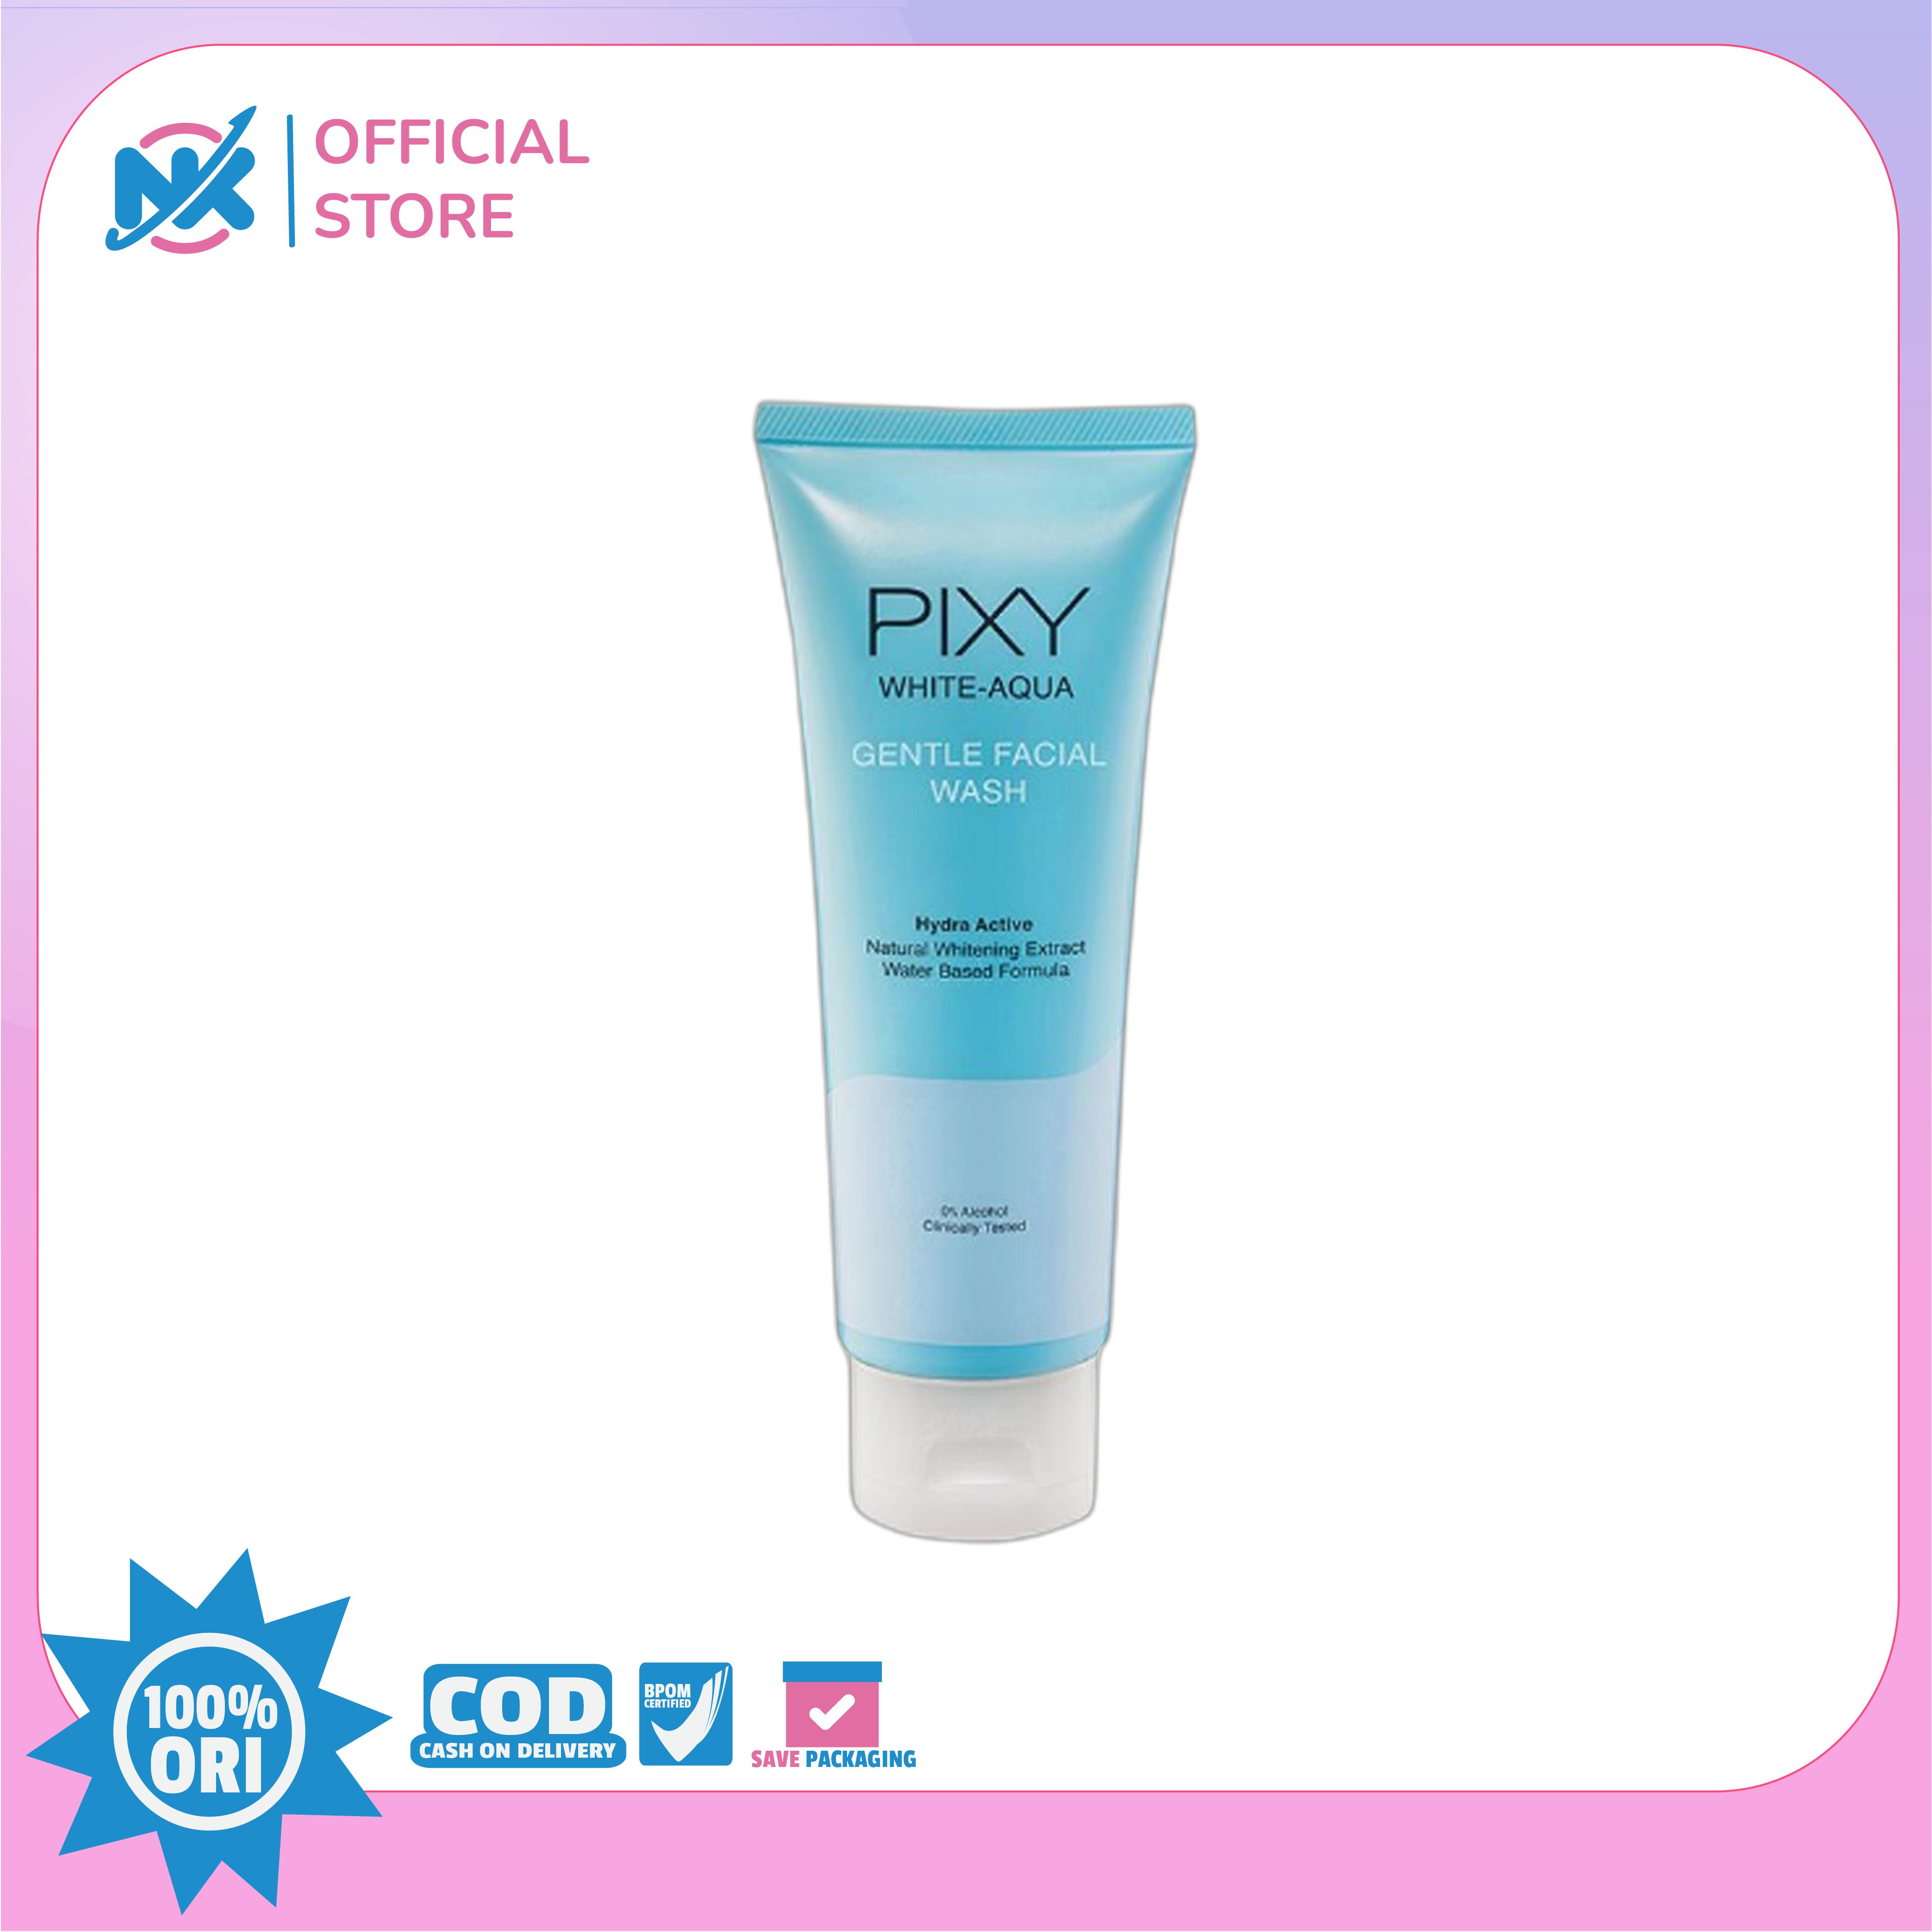 NK
OFFICIAL
STORE
PIXY
WHITE-AQUA
GENTLE FACIAL
WASH
Hydra Active
Natural Whitening Extract
Water Based Formula
0% Alcohol
Clinically Tested
100%
ORI
COD
CASH ON DELIVERY
BPOM
CERTIFIED
SAVE PACKAGING